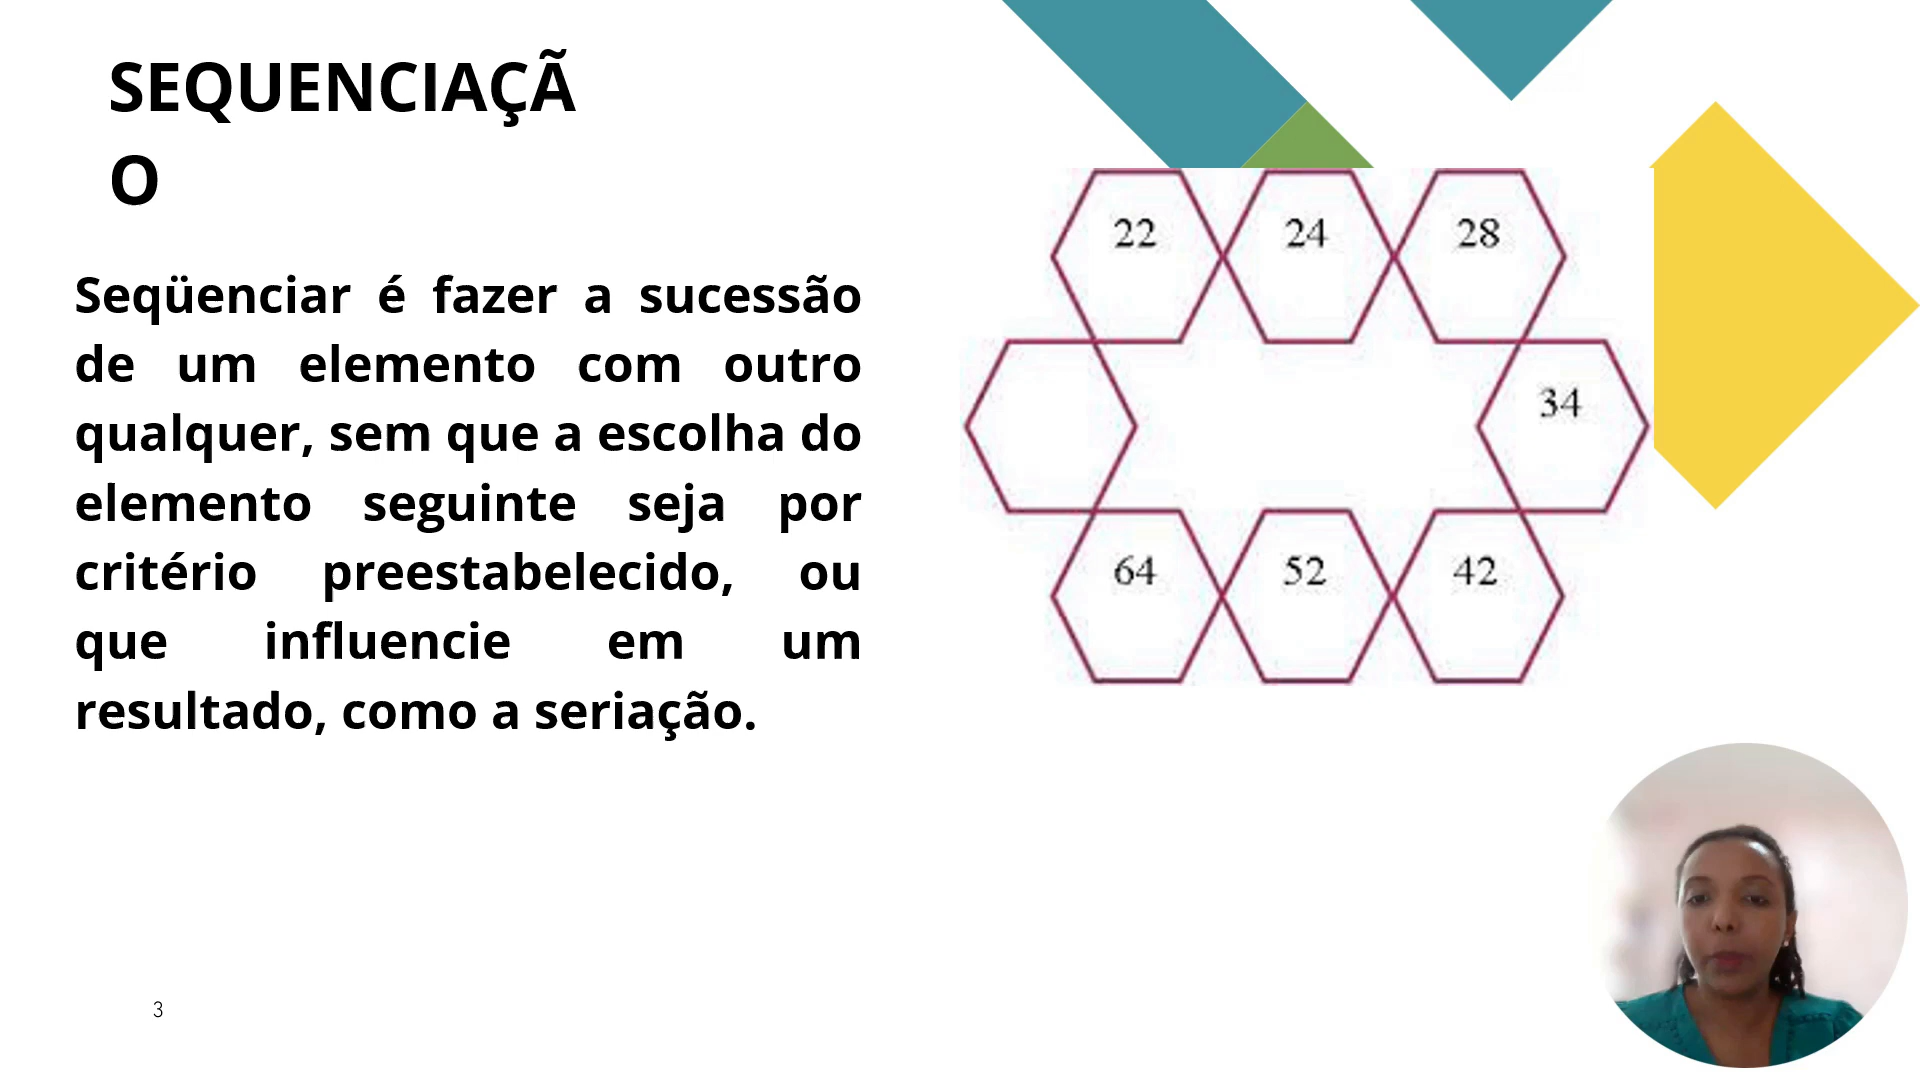 SEQUENCIAÇÃ
O
Seqüenciar é fazer a sucessão
de um elemento com outro
qualquer, sem que a escolha do
elemento seguinte seja por
critério preestabelecido, ou
que influencie em um
resultado, como a seriação.
22 24 28
34
64 52 42
3